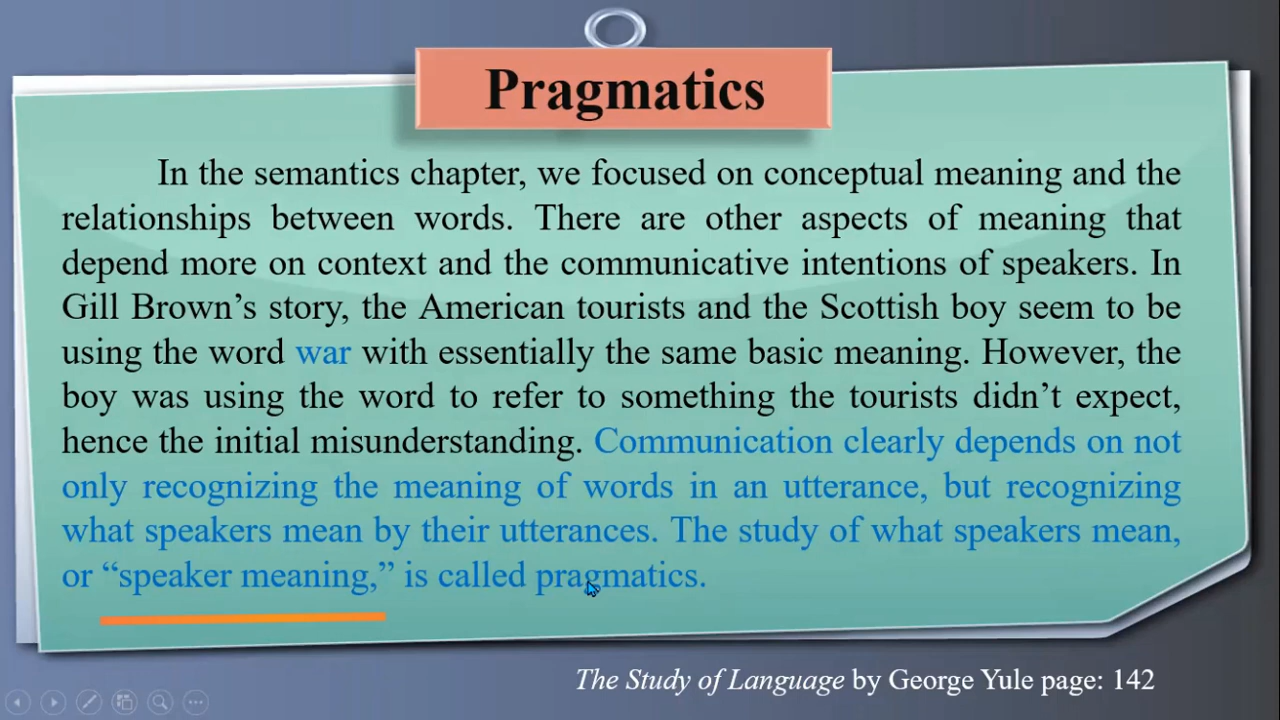 Pragmatics
In the semantics chapter, we focused on conceptual meaning and the
relationships between words. There are other aspects of meaning that
depend more on context and the communicative intentions of speakers. In
Gill Brown’s story, the American tourists and the Scottish boy seem to be
using the word war with essentially the same basic meaning. However, the
boy was using the word to refer to something the tourists didn’t expect,
hence the initial misunderstanding. Communication clearly depends on not
only recognizing the meaning of words in an utterance, but recognizing
what speakers mean by their utterances. The study of what speakers mean,
or “speaker meaning,” is called pragmatics.
The Study of Language by George Yule page: 142